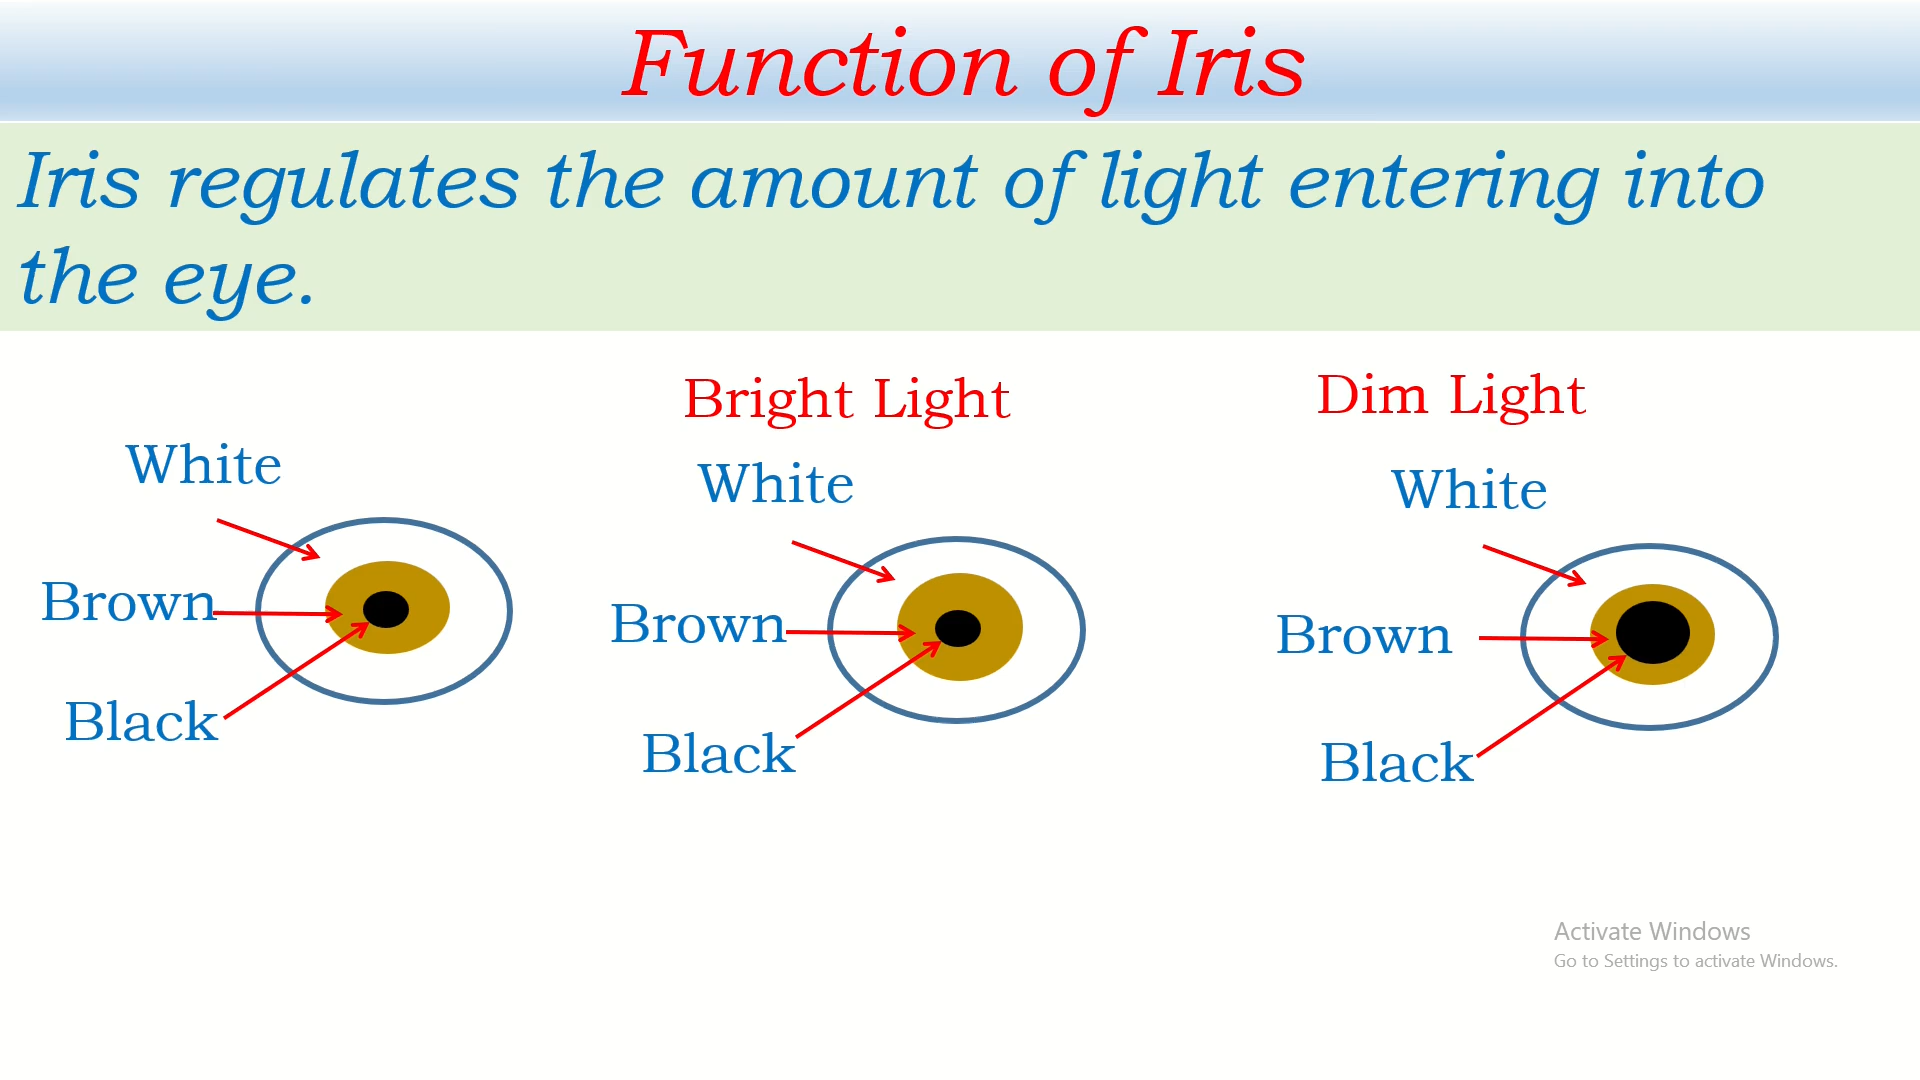 Function of Iris
Iris regulates the amount of light entering into
the eye.
White
Brown
Black
Bright Light
White
Brown
Black
Dim Light
White
Brown
Black
Activate Windows
Go to Settings to activate Windows.